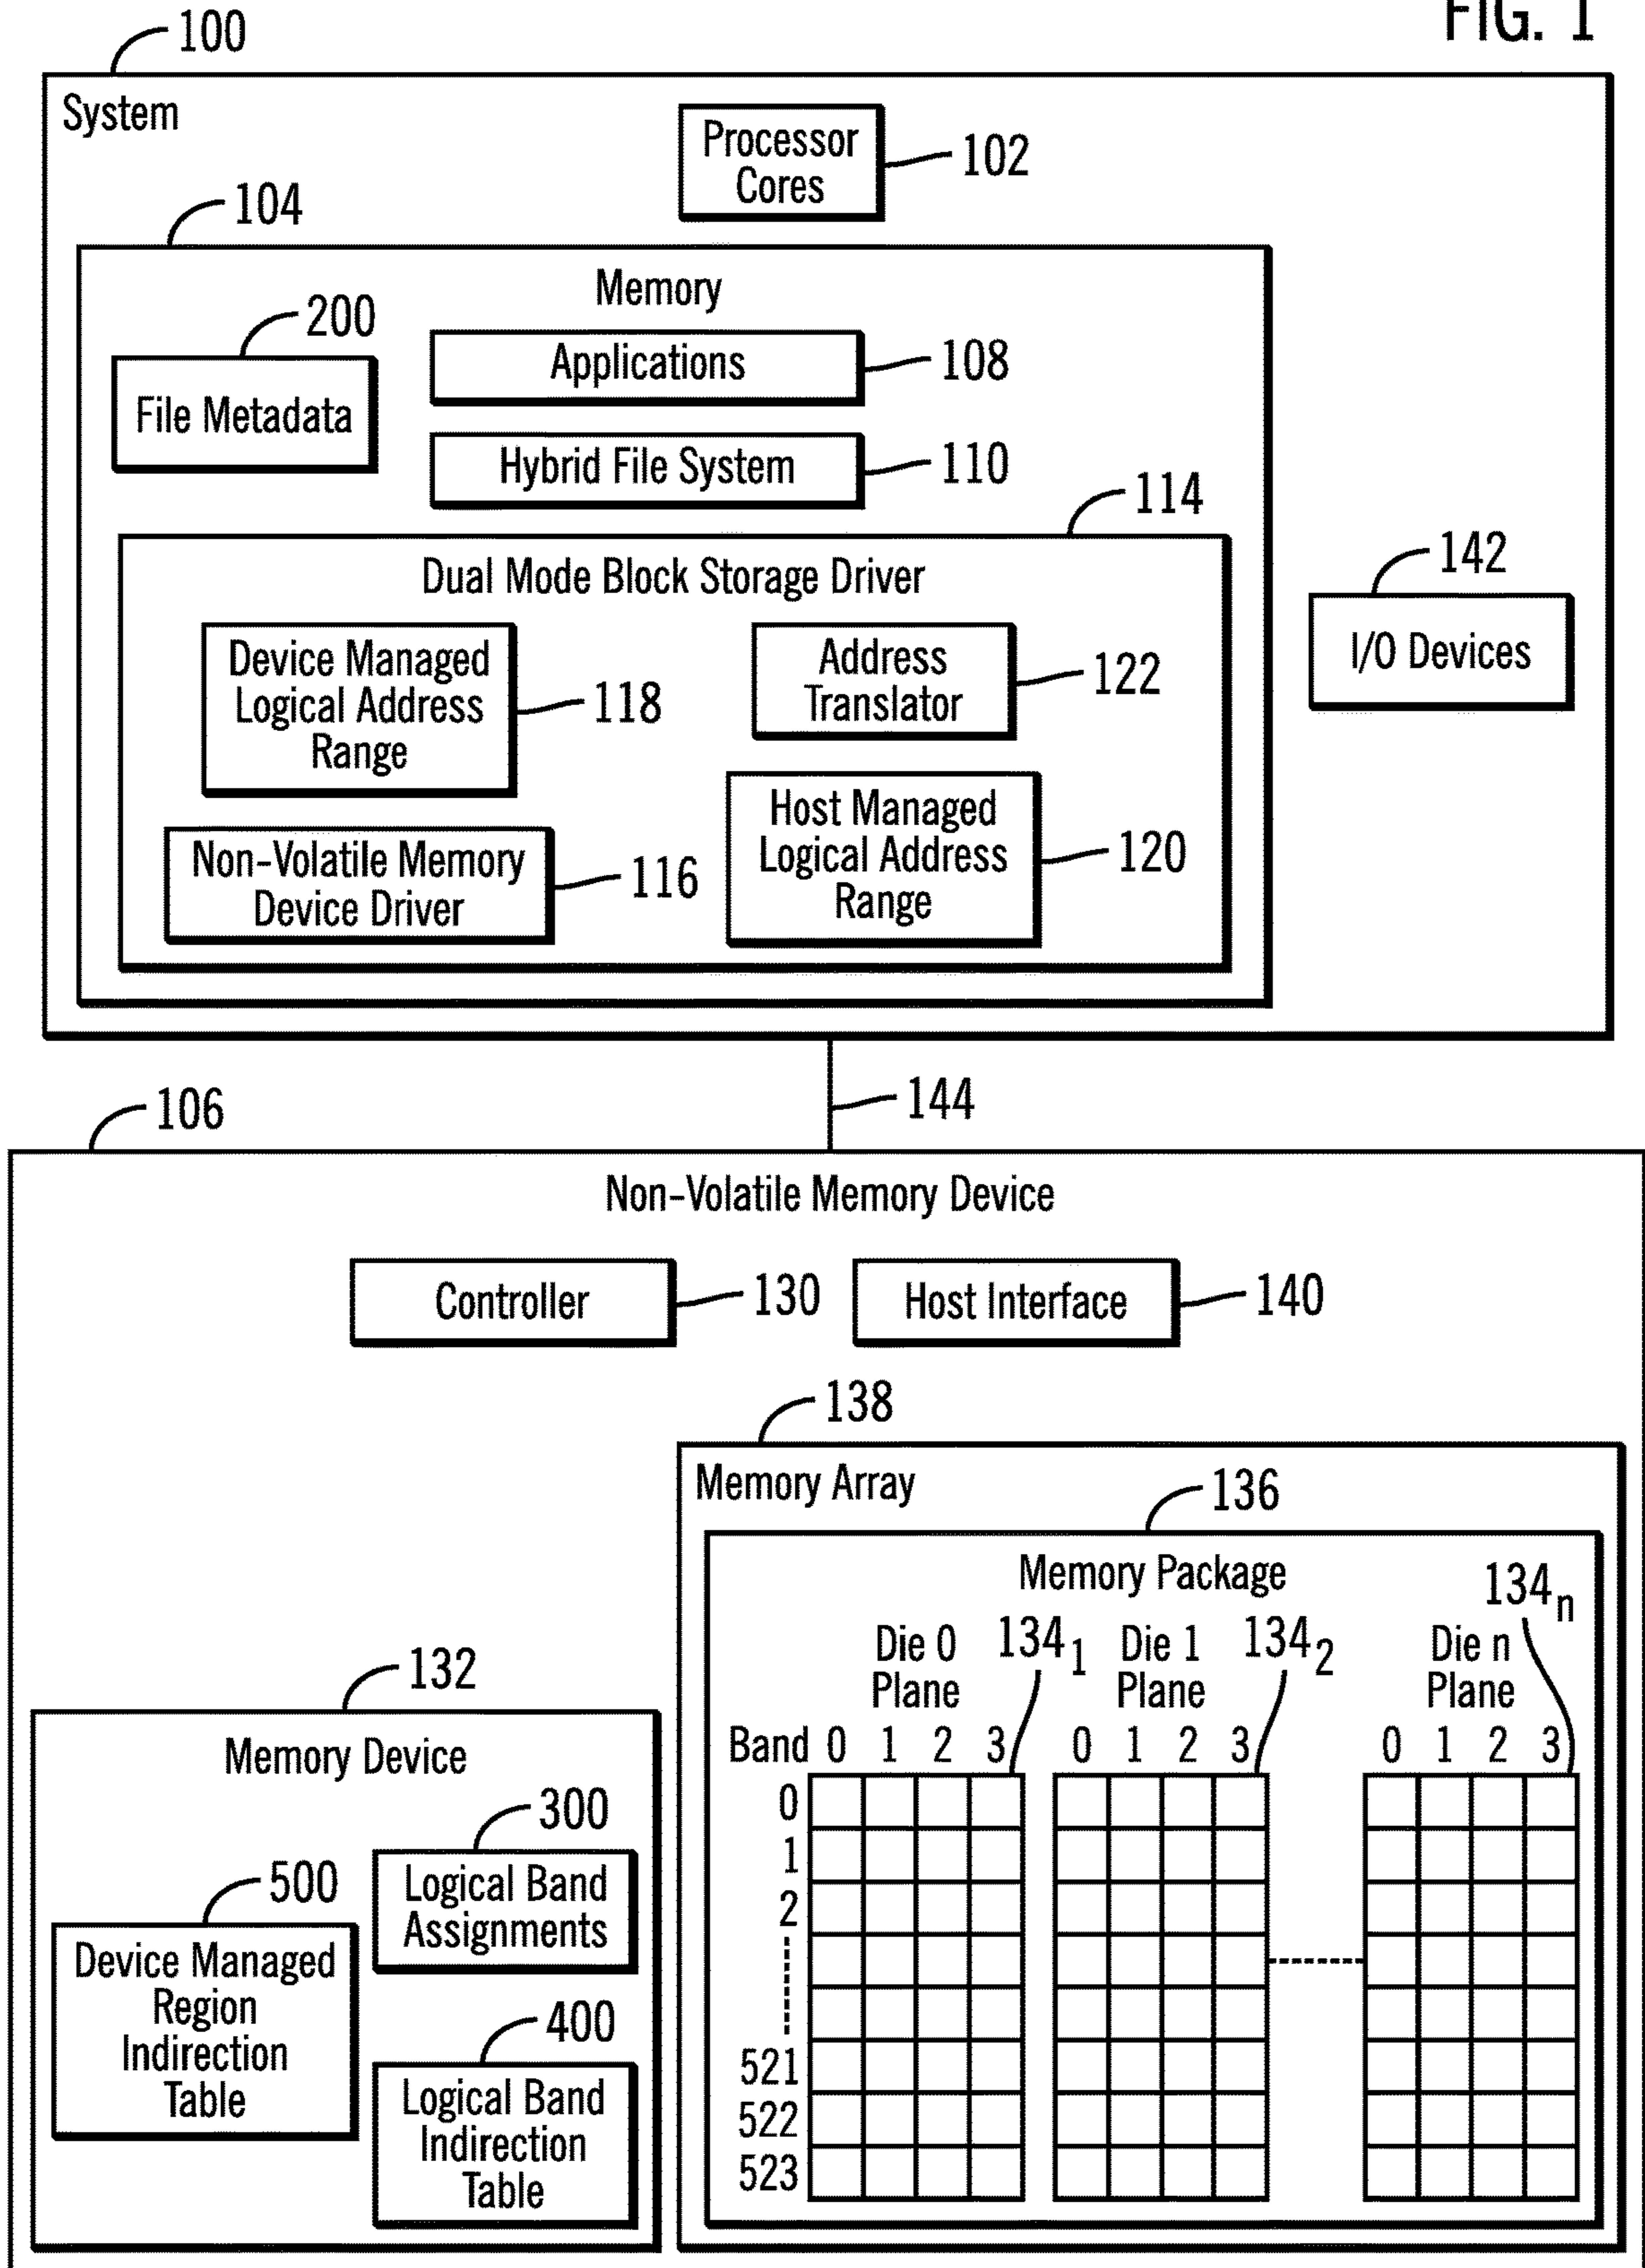 FIG. 1
100
System
Processor
Cores
102
104
Memory
200
File Metadata
Applications
108
Hybrid File System
110
114
Dual Mode Block Storage Driver
Device Managed
Logical Address
Range
118
Address
Translator
122
142
I/O Devices
Non-Volatile Memory
Device Driver
116
Host Managed
Logical Address
Range
120
144
106
Non-Volatile Memory Device
Controller
130
Host Interface
140
138
Memory Array
136
Memory Package
Die 0
Plane
134 1
Die 1
Plane
134 2
Die n
Plane
134 n
Band 0 1 2 3 0 1 2 3 0 1 2 3
0
1
2
521
522
523
132
Memory Device
300
Logical Band
Assignments
500
Device Managed
Region
Indirection
Table
400
Logical Band
Indirection
Table